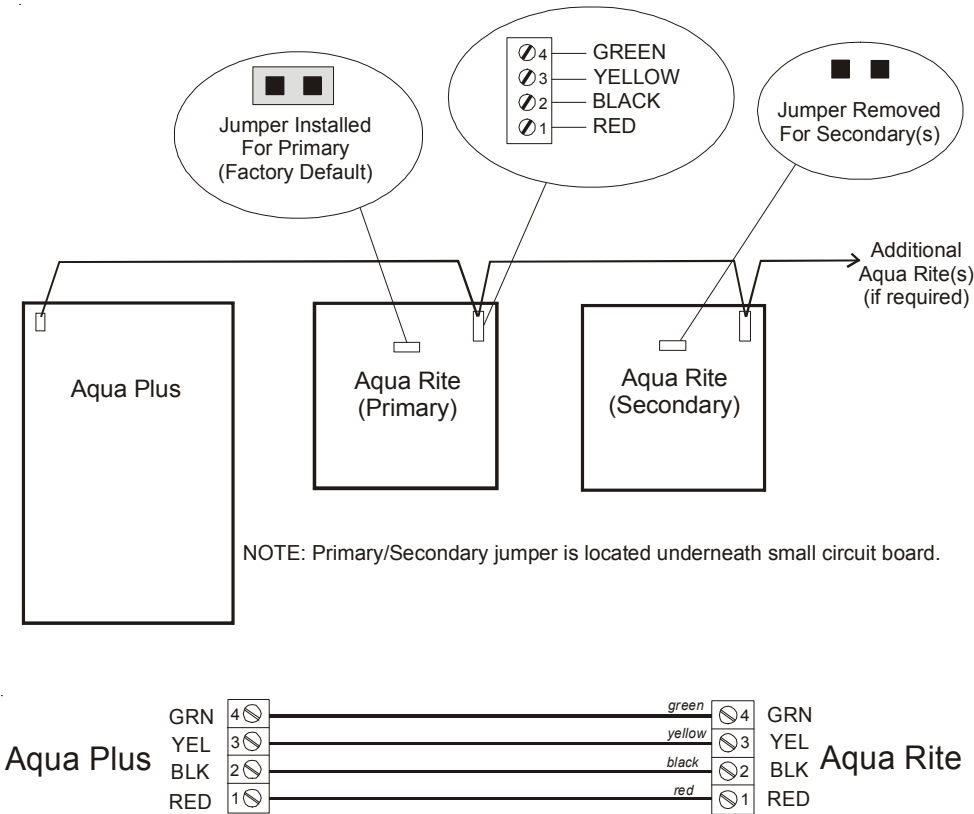 4 GREEN
3 YELLOW
2 BLACK
1 RED
Jumper Installed
For Primary
(Factory Default)
Jumper Removed
For Secondary(s)
Additional
Aqua Rite(s)
(if required)
Aqua Plus
Aqua Rite
(Primary)
Aqua Rite
(Secondary)
NOTE: Primary/Secondary jumper is located underneath small circuit board.
Aqua Plus
GRN 4 green 4 GRN
YEL 3 yellow 3 YEL
BLK 2 black 2 BLK
RED 1 red 1 RED
Aqua Rite